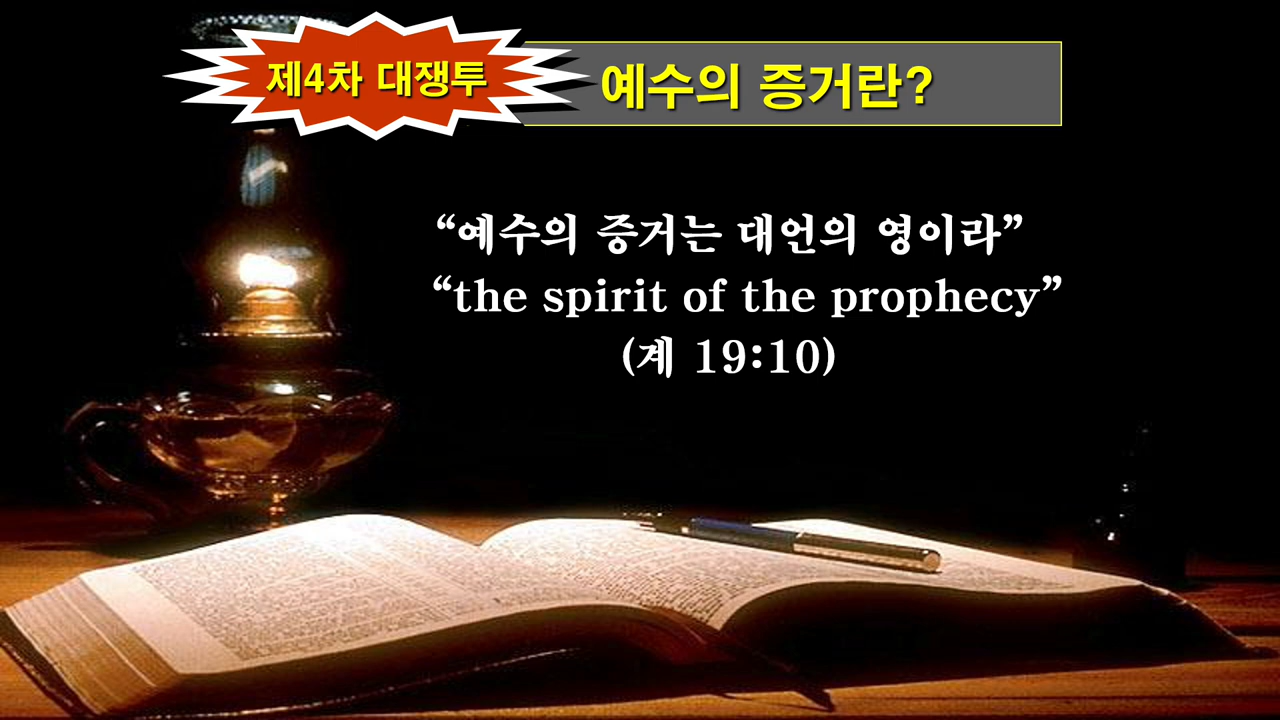 제4차 대쟁투
예수의 증거란?
“예수의 증거는 대언의 영이라”
“the spirit of the prophecy”
(계 19:10)